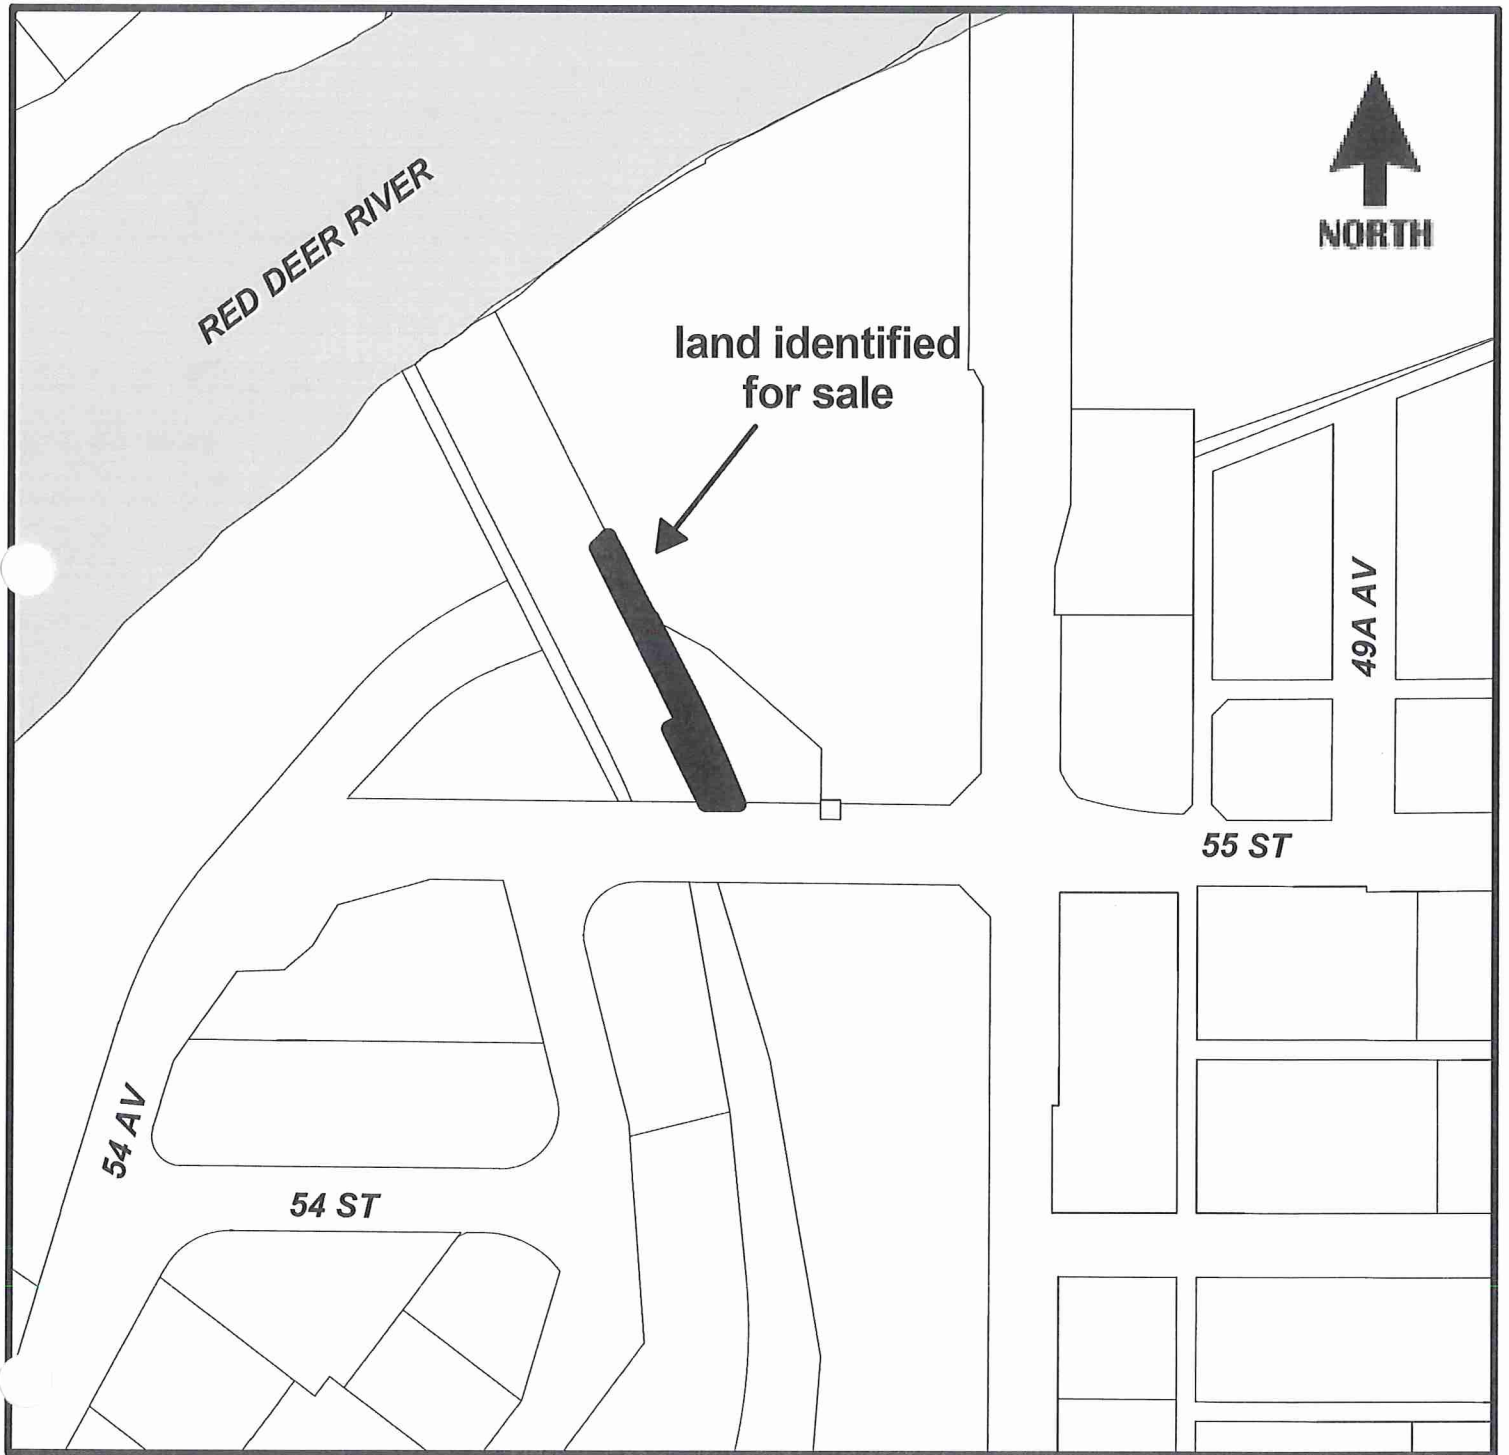 RED DEER RIVER
NORTH
land identified
for sale
49A AV
55 ST
54 AV
54 ST